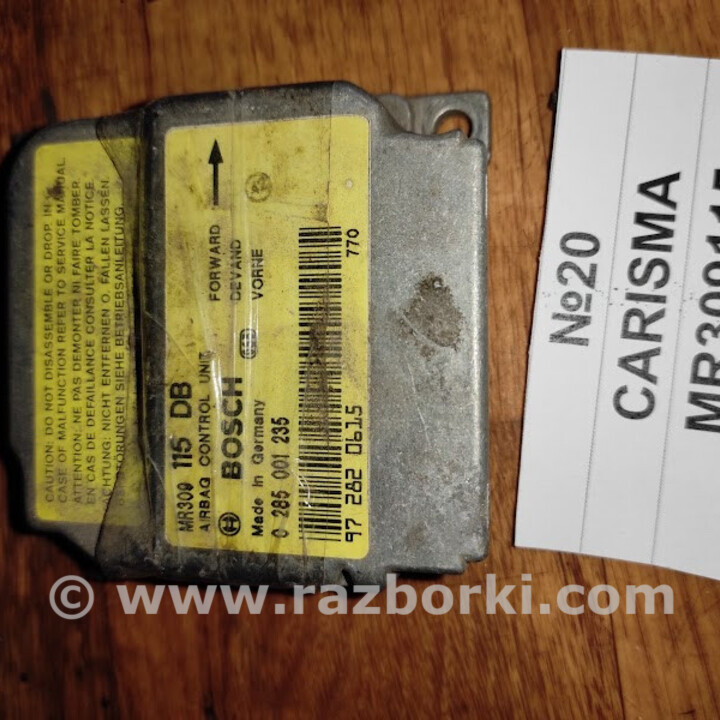 CAUTION: DO NOT DISASSEMBLE OR DROP. IN
CASE OF MALFUNCTION REFER TO SERVICE MANUAL.
ATTENTION: NE PAS DEMONTER NI FAIRE TOMBER.
EN CAS DE DEFAILLANCE CONSULTER LA NOTICE.
ACHTUNG: NICHT ENTFERNEN O. FALLEN LASSEN.
SIEHE BETRIEBSANLEITUNG.
MR309 115 DB
AIRBAG CONTROL UNIT
BOSCH
Made in Germany
0 285 001 235
97 282 0615
FORWARD
DEVAND
VORNE
770
№20
CARISMA
© www.razborki.com